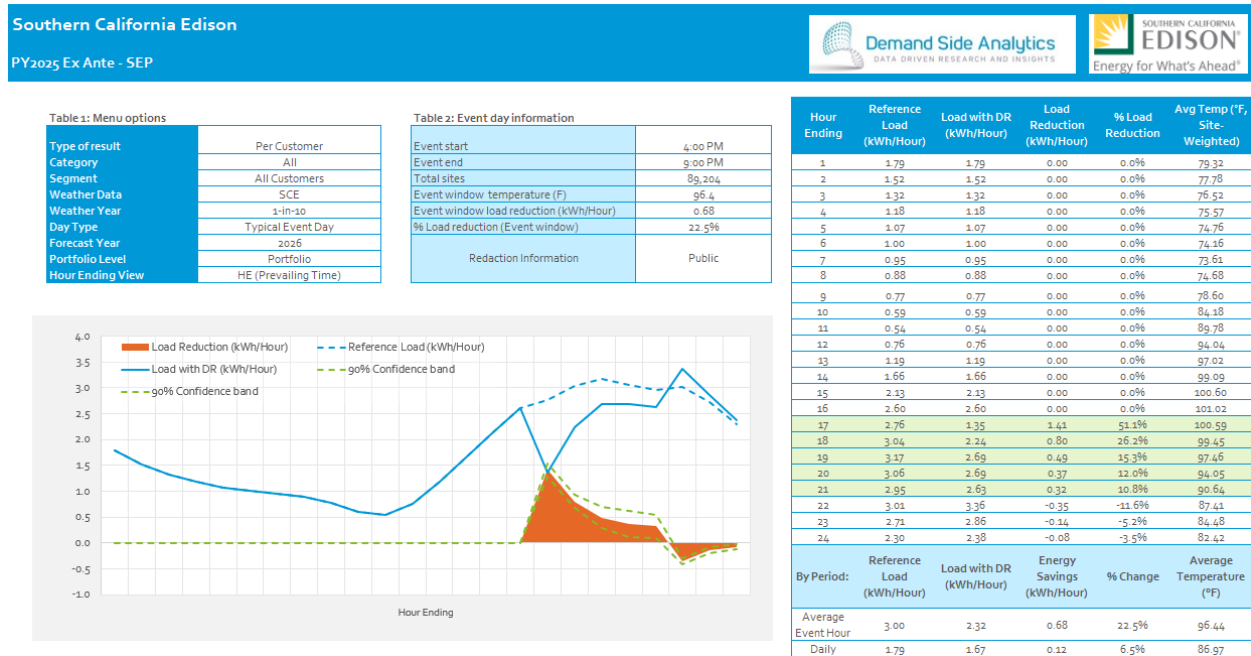 Southern California Edison
PY2025 Ex Ante - SEP
Demand Side Analytics
DATA DRIVEN RESEARCH AND INSIGHTS
SOUTHERN CALIFORNIA
EDISON®
Energy for What's Ahead®
Table 1: Menu options
Type of result Per Customer
Category All
Segment All Customers
Weather Data SCE
Weather Year 1-in-10
Day Type Typical Event Day
Forecast Year 2026
Portfolio Level Portfolio
Hour Ending View HE (Prevailing Time)
Table 2: Event day information
Event start 4:00 PM
Event end 9:00 PM
Total sites 89,204
Event window temperature (F) 96.4
Event window load reduction (kWh/Hour) 0.68
% Load reduction (Event window) 22.5%
Redaction Information Public
4.0
3.5
3.0
2.5
2.0
1.5
1.0
0.5
0.0
-0.5
-1.0
Load Reduction (kWh/Hour) Reference Load (kWh/Hour)
Load with DR (kWh/Hour) 90% Confidence band
90% Confidence band
Hour Ending
Hour Ending Reference Load (kWh/Hour) Load with DR (kWh/Hour) Load Reduction (kWh/Hour) % Load Reduction Avg Temp (°F, Site-Weighted)
1 1.79 1.79 0.00 0.0% 79.32
2 1.52 1.52 0.00 0.0% 77.78
3 1.32 1.32 0.00 0.0% 76.52
4 1.18 1.18 0.00 0.0% 75.57
5 1.07 1.07 0.00 0.0% 74.76
6 1.00 1.00 0.00 0.0% 74.16
7 0.95 0.95 0.00 0.0% 73.61
8 0.88 0.88 0.00 0.0% 74.68
9 0.77 0.77 0.00 0.0% 78.60
10 0.59 0.59 0.00 0.0% 84.18
11 0.54 0.54 0.00 0.0% 89.78
12 0.76 0.76 0.00 0.0% 94.04
13 1.19 1.19 0.00 0.0% 97.02
14 1.66 1.66 0.00 0.0% 99.09
15 2.13 2.13 0.00 0.0% 100.60
16 2.60 2.60 0.00 0.0% 101.02
17 2.76 1.35 1.41 51.1% 100.59
18 3.04 2.24 0.80 26.2% 99.45
19 3.17 2.69 0.49 15.3% 97.46
20 3.06 2.69 0.37 12.0% 94.05
21 2.95 2.63 0.32 10.8% 90.64
22 3.01 3.36 -0.35 -11.6% 87.41
23 2.71 2.86 -0.14 -5.2% 84.48
24 2.30 2.38 -0.08 -3.5% 82.42
By Period: Reference Load (kWh/Hour) Load with DR (kWh/Hour) Energy Savings (kWh/Hour) % Change Average Temperature (°F)
Average Event Hour 3.00 2.32 0.68 22.5% 96.44
Daily 1.79 1.67 0.12 6.5% 86.97